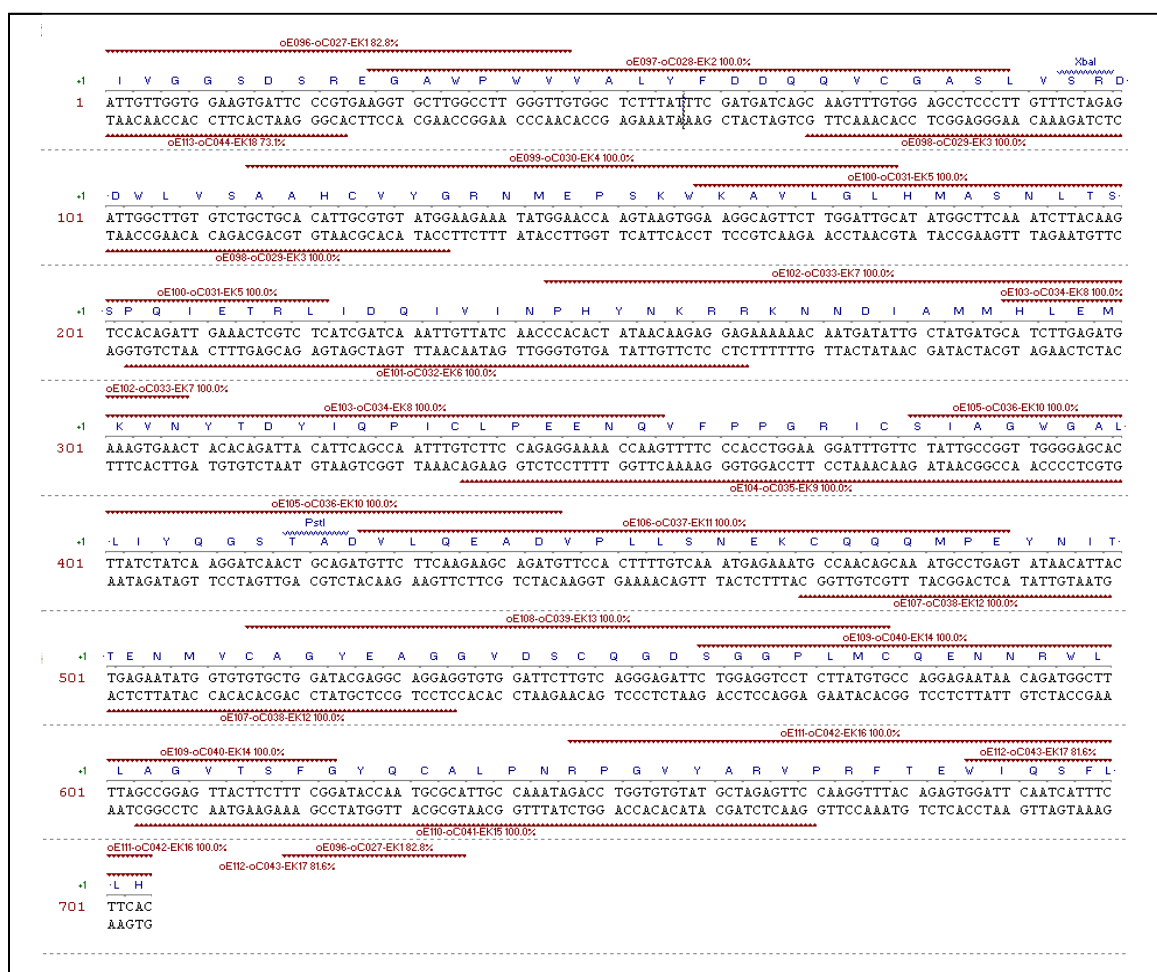 oE096-oC027-EK1 82.8%
oE097-oC028-EK2 100.0%
XbaI
+1 I V G G S D S R E G A W P W V V A L Y F D D Q Q V C G A S L V S R D·
1 ATTGTTGGTG GAAGTGATTC CCGTGAAGGT GCTTGGCCTT GGGTTGTGGC TCTTTATTTC GATGATCAGC AAGTTTGTGG AGCCTCCCTT GTTTCTAGAG
TAACAACCAC CTTCACTAAG GGCACTTCCA CGAACCGGAA CCCAACACCG AGAAATAAAG CTACTAGTCG TTCAAACACC TCGGAGGGAA CAAAGATCTC
oE098-oC029-EK3 100.0%
oE113-oC044-EK18 73.1%
oE099-oC030-EK4 100.0%
oE100-oC031-EK5 100.0%
+1 ·D W L V S A A H C V Y G R N M E P S K W K A V L G L H M A S N L T S·
101 ATTGGCTTGT GTCTGCTGCA CATTGCGTGT ATGGAAGAAA TATGGAACCA AGTAAGTGGA AGGCAGTTCT TGGATTGCAT ATGGCTTCAA ATCTTACAAG
TAACCGAACA CAGACGACGT GTAACGCACA TACCTTCTTT ATACCTTGGT TCATTCACCT TCCGTCAAGA ACCTAACGTA TACCGAAGTT TAGAATGTTC
oE098-oC029-EK3 100.0%
oE102-oC033-EK7 100.0%
oE100-oC031-EK5 100.0%
oE103-oC034-EK8 100.0%
+1 ·S P Q I E T R L I D Q I V I N P H Y N K R R K N N D I A M M H L E M
201 TCCACAGATT GAAACTCGTC TCATCGATCA AATTGTTATC AACCCACACT ATAACAAGAG GAGAAAAAAC AATGATATTG CTATGATGCA TCTTGAGATG
AGGTGTCTAA CTTTGAGCAG AGTAGCTAGT TTAACAATAG TTGGGTGTGA TATTGTTCTC CTCTTTTTTG TTACTATAAC GATACTACGT AGAACTCTAC
oE101-oC032-EK6 100.0%
oE102-oC033-EK7 100.0%
oE103-oC034-EK8 100.0%
oE105-oC036-EK10 100.0%
+1 K V N Y T D Y I Q P I C L P E E N Q V F P P G R I C S I A G W G A L·
301 AAAGTGAACT ACACAGATTA CATTCAGCCA ATTTGTCTTC CAGAGGAAAA CCAAGTTTTC CCACCTGGAA GGATTTGTTC TATTGCCGGT TGGGGAGCAC
TTTCACTTGA TGTGTCTAAT GTAAGTCGGT TAAACAGAAG GTCTCCTTTT GGTTCAAAAG GGTGGACCTT CCTAAACAAG ATAACGGCCA ACCCCTCGTG
oE104-oC035-EK9 100.0%
oE105-oC036-EK10 100.0%
PstI
oE106-oC037-EK11 100.0%
+1 ·L I Y Q G S T A D V L Q E A D V P L L S N E K C Q Q Q M P E Y N I T·
401 TTATCTATCA AGGATCAACT GCAGATGTTC TTCAAGAAGC AGATGTTCCA CTTTTGTCAA ATGAGAAATG CCAACAGCAA ATGCCTGAGT ATAACATTAC
AATAGATAGT TCCTAGTTGA CGTCTACAAG AAGTTCTTCG TCTACAAGGT GAAAACAGTT TACTCTTTAC GGTTGTCGTT TACGGACTCA TATTGTAATG
oE107-oC038-EK12 100.0%
oE108-oC039-EK13 100.0%
oE109-oC040-EK14 100.0%
+1 ·T E N M V C A G Y E A G G V D S C Q G D S G G P L M C Q E N N R W L·
501 TGAGAATATG GTGTGTGCTG GATACGAGGC AGGAGGTGTG GATTCTTGTC AGGGAGATTC TGGAGGTCCT CTTATGTGCC AGGAGAATAA CAGATGGCTT
ACTCTTATAC CACACACGAC CTATGCTCCG TCCTCCACAC CTAAGAACAG TCCCTCTAAG ACCTCCAGGA GAATACACGG TCCTCTTATT GTCTACCGAA
oE107-oC038-EK12 100.0%
oE111-oC042-EK16 100.0%
oE109-oC040-EK14 100.0%
oE112-oC043-EK17 81.6%
+1 L A G V T S F G Y Q C A L P N R P G V Y A R V P R F T E W I Q S F L·
601 TTAGCCGGAG TTACTTCTTT CGGATACCAA TGCGCATTGC CAAATAGACC TGGTGTGTAT GCTAGAGTTC CAAGGTTTAC AGAGTGGATT CAATCATTTC
AATCGGCCTC AATGAAGAAA GCCTATGGTT ACGCGTAACG GTTTATCTGG ACCACACATA CGATCTCAAG GTTCCAAATG TCTCACCTAA GTTAGTAAAG
oE110-oC041-EK15 100.0%
oE111-oC042-EK16 100.0%
oE096-oC027-EK1 82.8%
oE112-oC043-EK17 81.6%
+1 ·L H
701 TTCAC
AAGTG